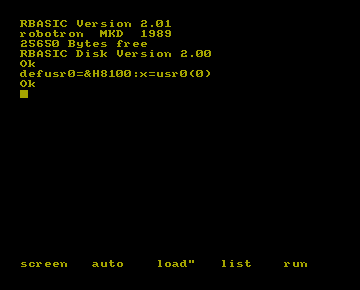 RBASIC Version 2.01
robotron  MKD  1989
25650 Bytes free
RBASIC Disk Version 2.00
Ok
defusr0=&H8100:x=usr0(0)
Ok
screen   auto    load"   list    run